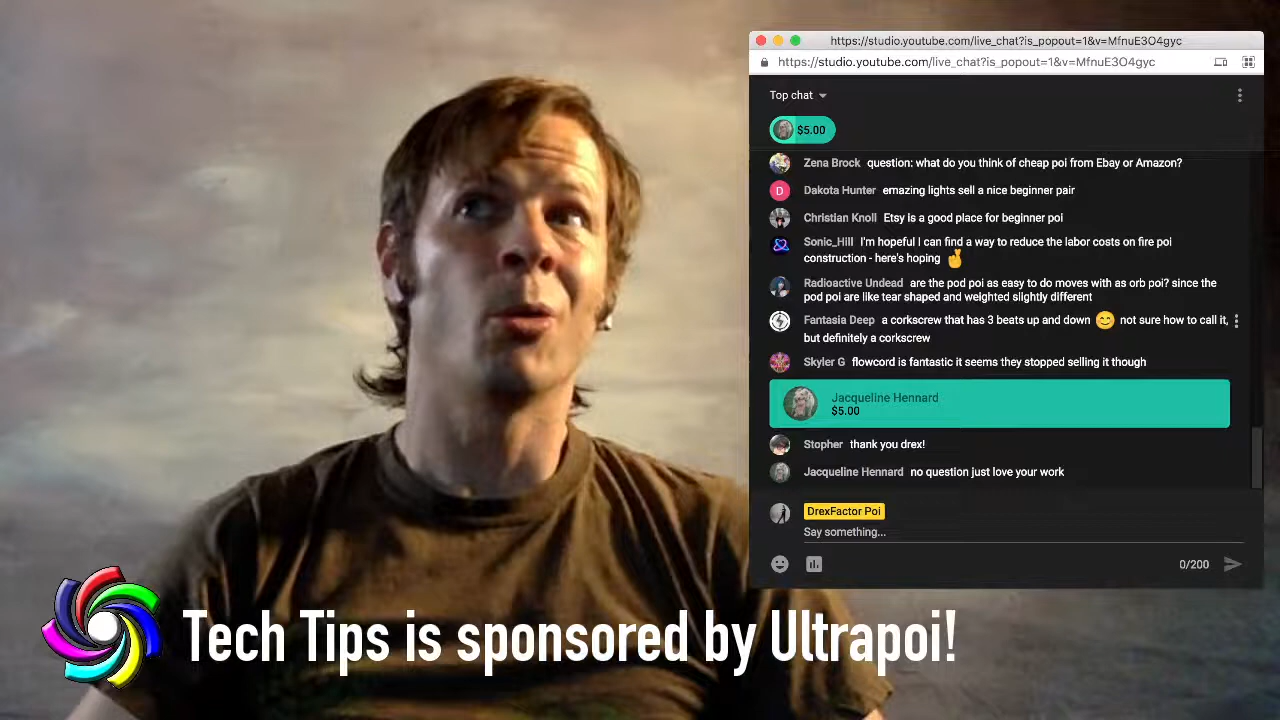 https://studio.youtube.com/live_chat?is_popout=1&v=MfnuE3O4gyc
https://studio.youtube.com/live_chat?is_popout=1&v=MfnuE3O4gyc
Top chat
$5.00
Zena Brock question: what do you think of cheap poi from Ebay or Amazon?
D Dakota Hunter emazing lights sell a nice beginner pair
Christian Knoll Etsy is a good place for beginner poi
Sonic_Hill I'm hopeful I can find a way to reduce the labor costs on fire poi
construction - here's hoping 🤞
Radioactive Undead are the pod poi as easy to do moves with as orb poi? since the
pod poi are like tear shaped and weighted slightly different
Fantasia Deep a corkscrew that has 3 beats up and down 😊 not sure how to call it,
but definitely a corkscrew
Skyler G flowcord is fantastic it seems they stopped selling it though
Jacqueline Hennard
$5.00
Stopher thank you drex!
Jacqueline Hennard no question just love your work
DrexFactor Poi
Say something...
0/200
Tech Tips is sponsored by Ultrapoi!